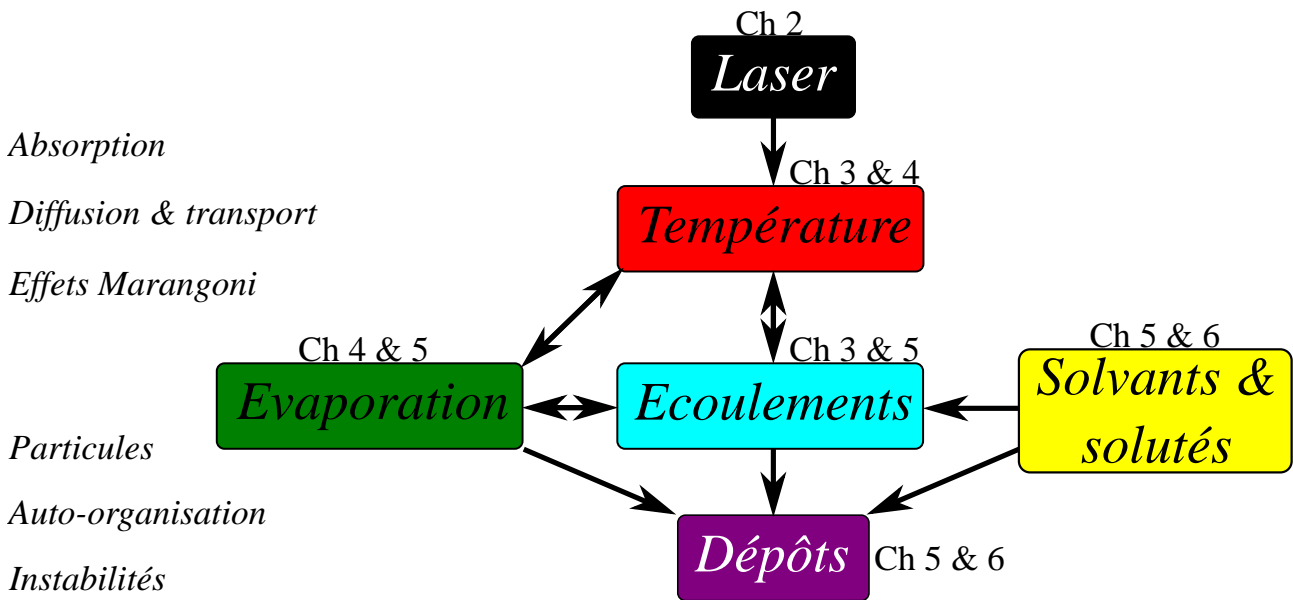 Ch 2
Laser
Absorption
Ch 3 & 4
Diffusion & transport
Température
Effets Marangoni
Ch 4 & 5
Ch 3 & 5
Ch 5 & 6
Evaporation
Ecoulements
Solvants &
solutés
Particules
Auto-organisation
Dépôts
Ch 5 & 6
Instabilités